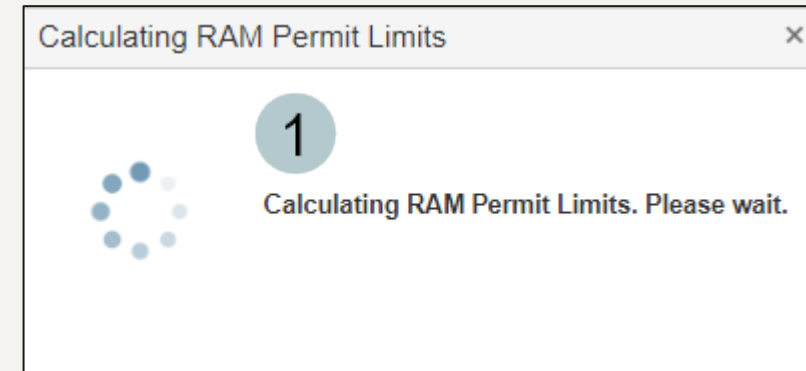 Calculating RAM Permit Limits ×
1
Calculating RAM Permit Limits. Please wait.